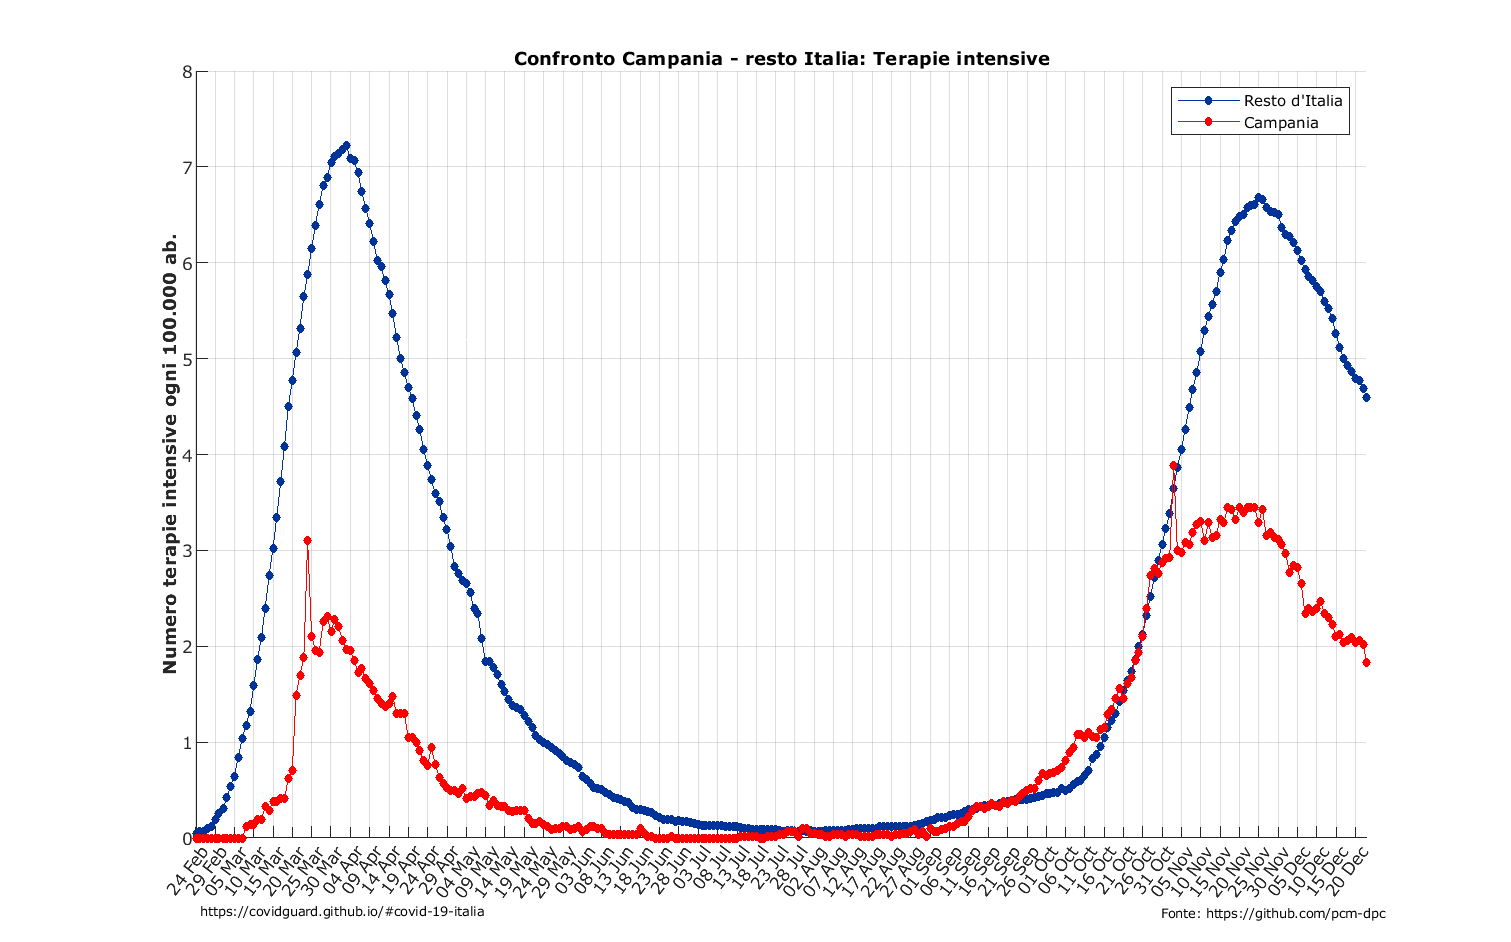 Confronto Campania - resto Italia: Terapie intensive
Resto d'Italia
Campania
Numero terapie intensive ogni 100.000 ab.
8
7
6
5
4
3
2
1
0
24 Feb
29 Feb
05 Mar
10 Mar
15 Mar
20 Mar
25 Mar
30 Mar
04 Apr
09 Apr
14 Apr
19 Apr
24 Apr
29 Apr
04 May
09 May
14 May
19 May
24 May
29 May
03 Jun
08 Jun
13 Jun
18 Jun
23 Jun
28 Jun
03 Jul
08 Jul
13 Jul
18 Jul
23 Jul
28 Jul
02 Aug
07 Aug
12 Aug
17 Aug
22 Aug
27 Aug
01 Sep
06 Sep
11 Sep
16 Sep
21 Sep
26 Sep
01 Oct
06 Oct
11 Oct
16 Oct
21 Oct
26 Oct
31 Oct
05 Nov
10 Nov
15 Nov
20 Nov
25 Nov
30 Nov
05 Dec
10 Dec
15 Dec
20 Dec
https://covidguard.github.io/#covid-19-italia
Fonte: https://github.com/pcm-dpc